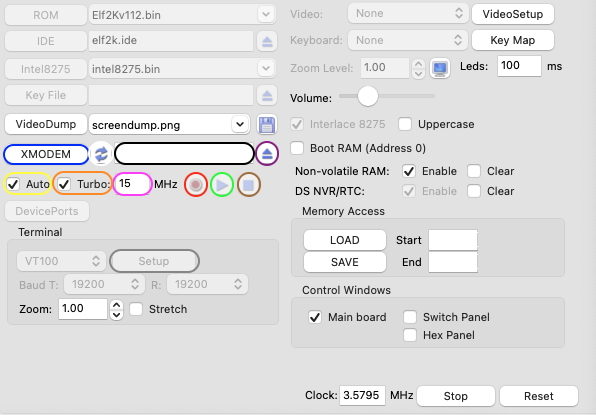 ROM Elf2Kv112.bin
IDE elf2k.ide
Intel8275 intel8275.bin
Key File
VideoDump screendump.png
XMODEM
Auto Turbo: 15 MHz
DevicePorts
Terminal
VT100 Setup
Baud T: 19200 R: 19200
Zoom: 1.00 Stretch
Video: None VideoSetup
Keyboard: None Key Map
Zoom Level: 1.00 Leds: 100 ms
Volume:
Interlace 8275 Uppercase
Boot RAM (Address 0)
Non-volatile RAM: Enable Clear
DS NVR/RTC: Enable Clear
Memory Access
LOAD Start
SAVE End
Control Windows
Main board Switch Panel
Hex Panel
Clock: 3.5795 MHz Stop Reset